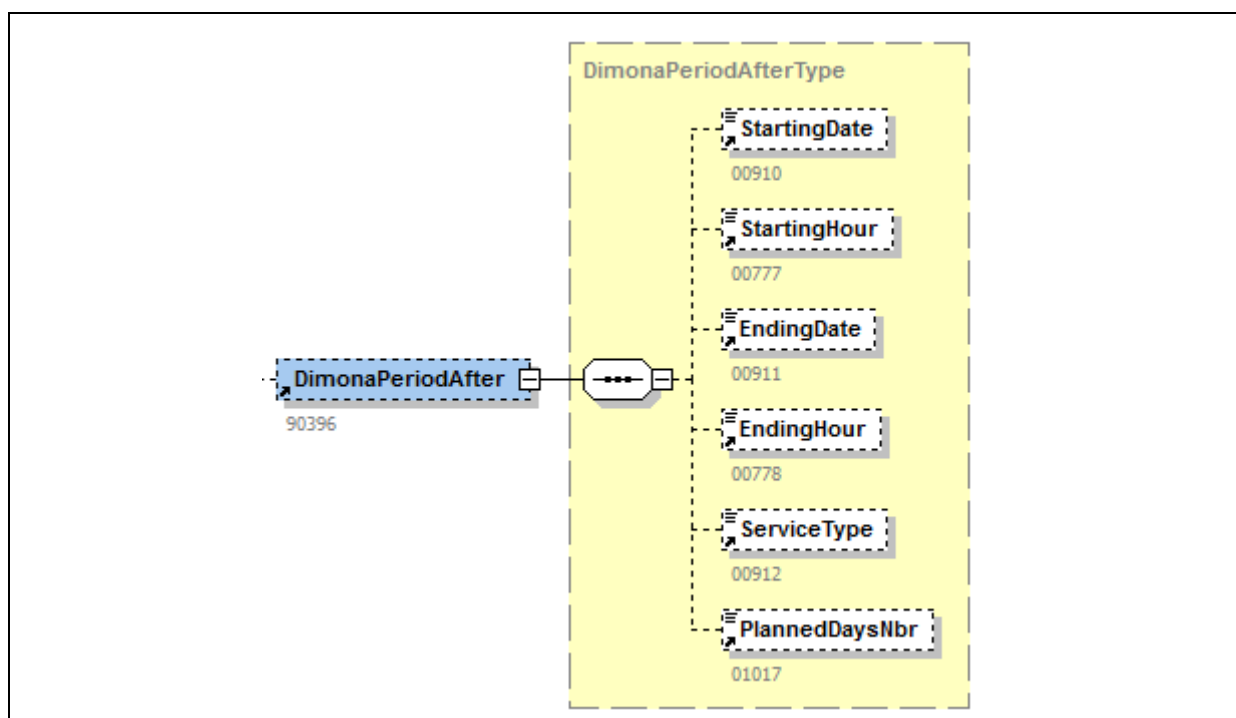 DimonaPeriodAfterType
StartingDate
00910
StartingHour
00777
EndingDate
00911
DimonaPeriodAfter
90396
EndingHour
00778
ServiceType
00912
PlannedDaysNbr
01017